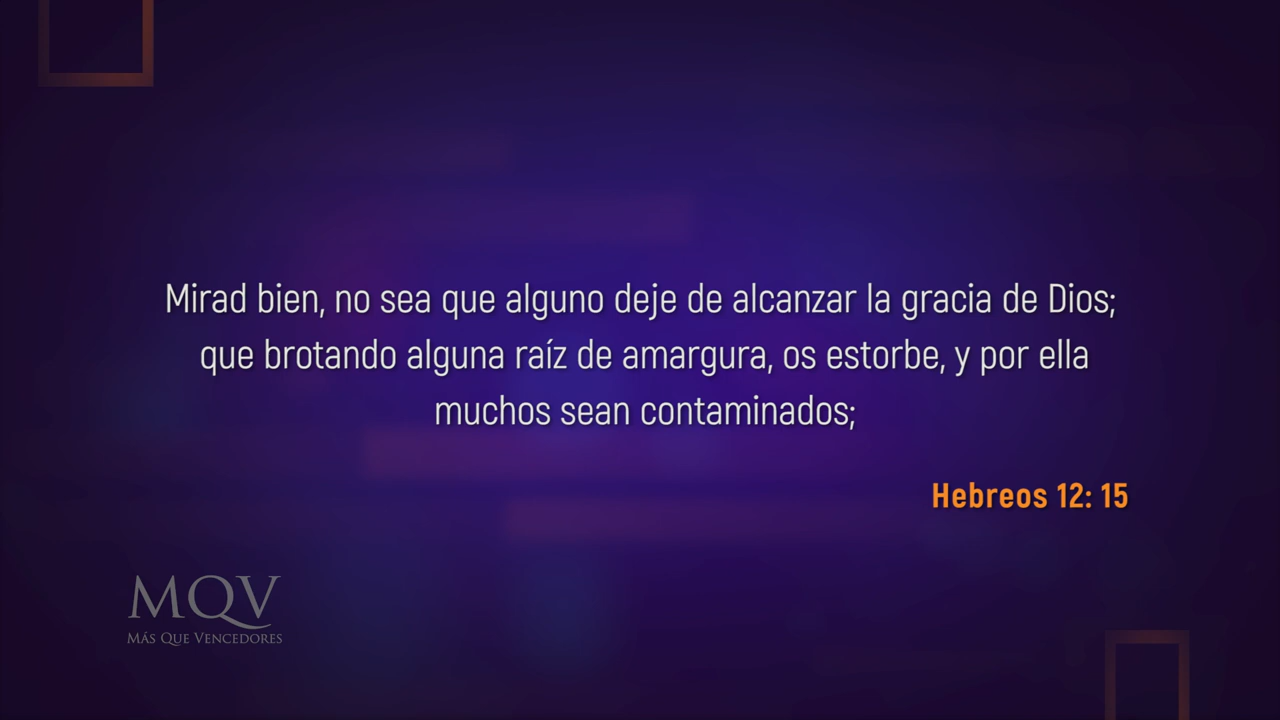 Mirad bien, no sea que alguno deje de alcanzar la gracia de Dios;
que brotando alguna raíz de amargura, os estorbe, y por ella
muchos sean contaminados;
Hebreos 12: 15
MQV
MÁS QUE VENCEDORES